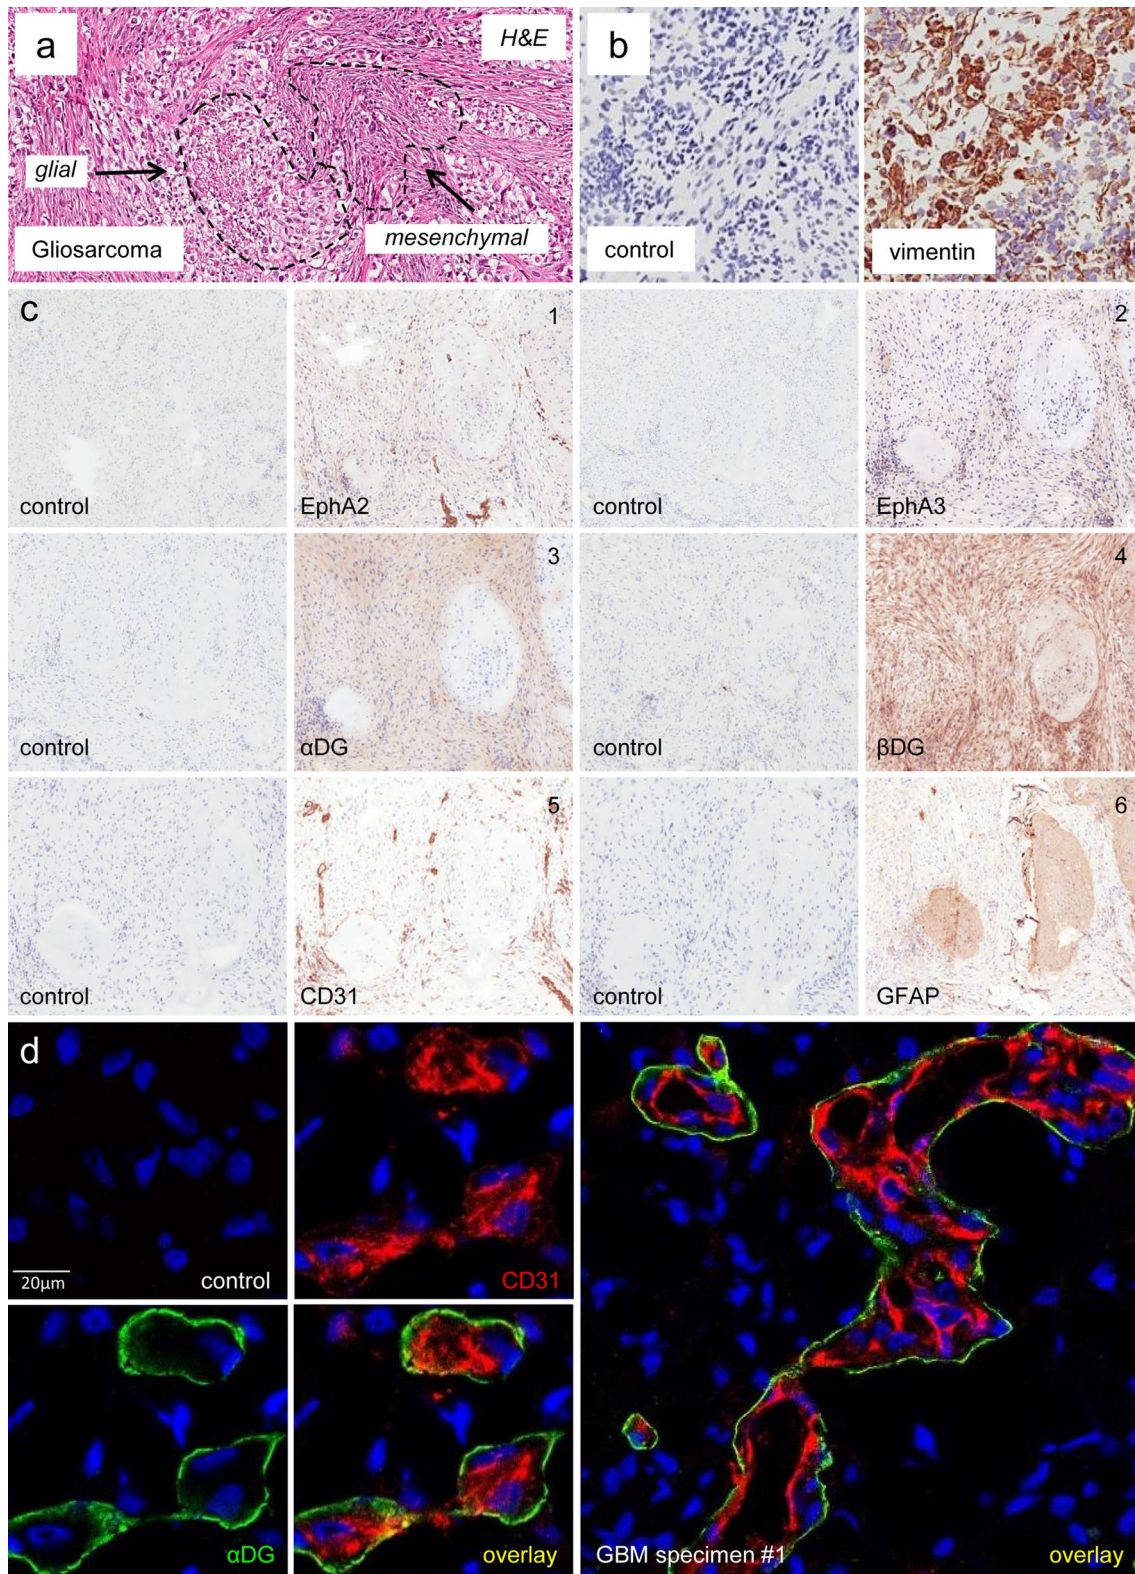 a
H&E
glial
mesenchymal
Gliosarcoma
b
control
vimentin
c
1
2
control
EphA2
control
EphA3
3
4
control
αDG
control
βDG
5
6
control
CD31
control
GFAP
d
20µm
control
CD31
αDG
overlay
GBM specimen #1
overlay